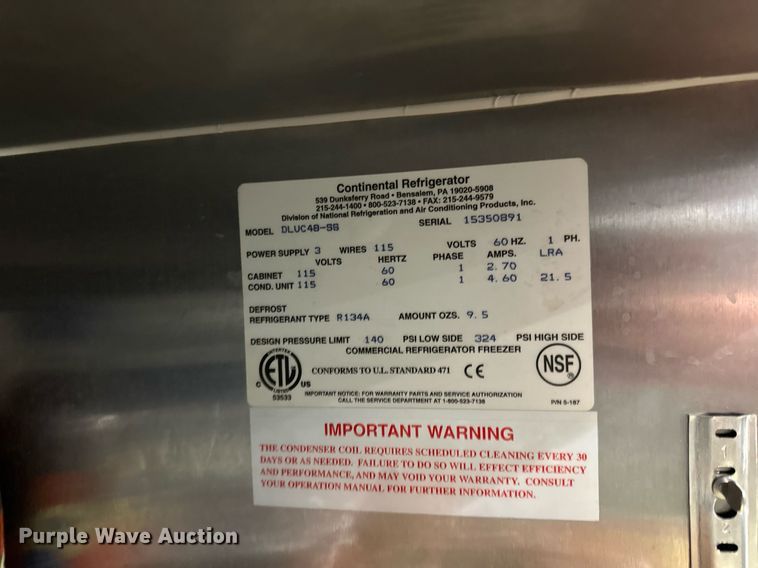 Continental Refrigerator
539 Dunksferry Road • Bensalem, PA 19020-5908
215-244-1400 • 800-523-7138 • FAX: 215-244-9579
Division of National Refrigeration and Air Conditioning Products, Inc.
MODEL DLUC48-SS SERIAL 15350891
POWER SUPPLY 3 WIRES 115 VOLTS 60 HZ. 1 PH.
VOLTS HERTZ PHASE AMPS. LRA
CABINET 115 60 1 2.70
COND. UNIT 115 60 1 4.60 21.5
DEFROST
REFRIGERANT TYPE R134A AMOUNT OZS. 9.5
DESIGN PRESSURE LIMIT 140 PSI LOW SIDE 324 PSI HIGH SIDE
COMMERCIAL REFRIGERATOR FREEZER
C ETL US
LISTED
53533
CONFORMS TO U.L. STANDARD 471 CE
NSF®
IMPORTANT NOTICE: FOR WARRANTY PARTS AND SERVICE AUTHORIZATION
CALL THE SERVICE DEPARTMENT AT 1-800-523-7138
P/N 5-187
IMPORTANT WARNING
THE CONDENSER COIL REQUIRES SCHEDULED CLEANING EVERY 30
DAYS OR AS NEEDED. FAILURE TO DO SO WILL EFFECT EFFICIENCY
AND PERFORMANCE, AND MAY VOID YOUR WARRANTY. CONSULT
YOUR OPERATION MANUAL FOR FURTHER INFORMATION.
Purple Wave Auction